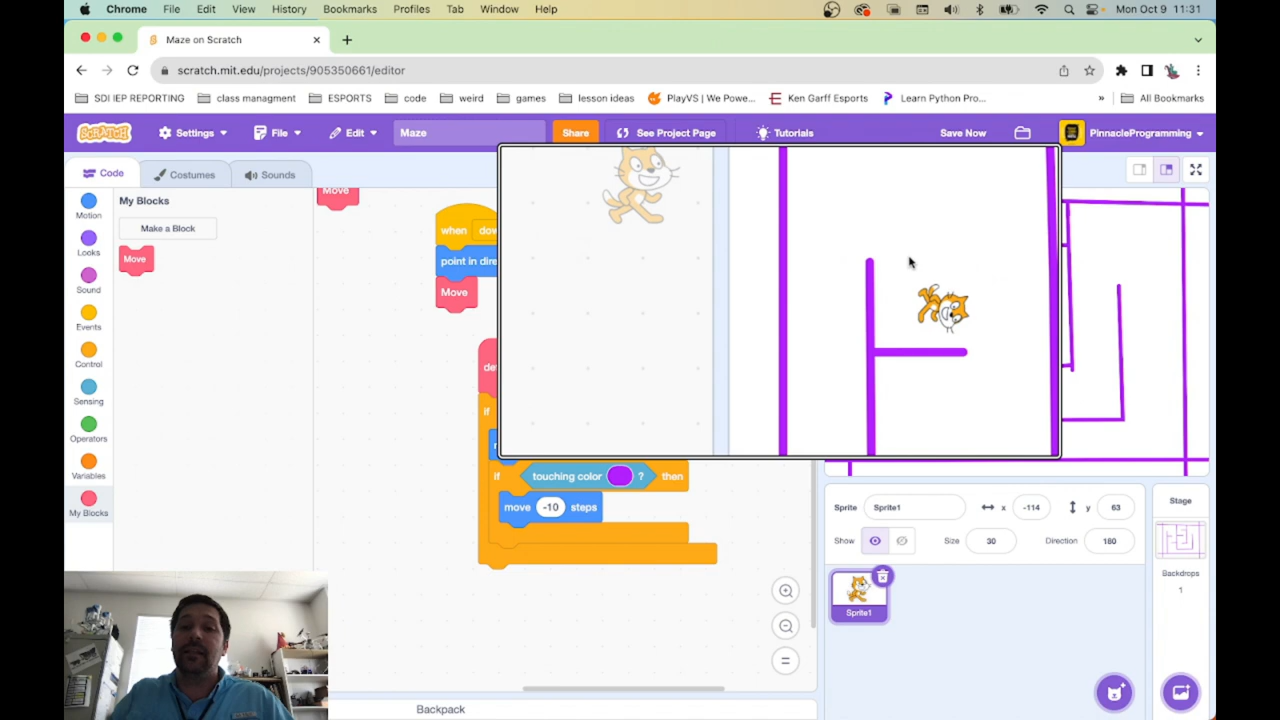 Chrome File Edit View History Bookmarks Profiles Tab Window Help Mon Oct 9 11:31
Maze on Scratch
scratch.mit.edu/projects/905350661/editor
SDI IEP REPORTING class managment ESPORTS code weird games lesson ideas PlayVS | We Powe... Ken Garff Esports Learn Python Pro... » All Bookmarks
SCRATCH Settings File Edit Maze Share See Project Page Tutorials Save Now PinnacleProgramming
Code Costumes Sounds
Motion
Looks
Sound
Events
Control
Sensing
Operators
Variables
My Blocks
My Blocks
Make a Block
Move
Move
when dow
point in dire
Move
de
if
if touching color ? then
move -10 steps
Sprite Sprite1 x -114 y 63
Show Size 30 Direction 180
Sprite1
Stage
Backdrops
1
Backpack